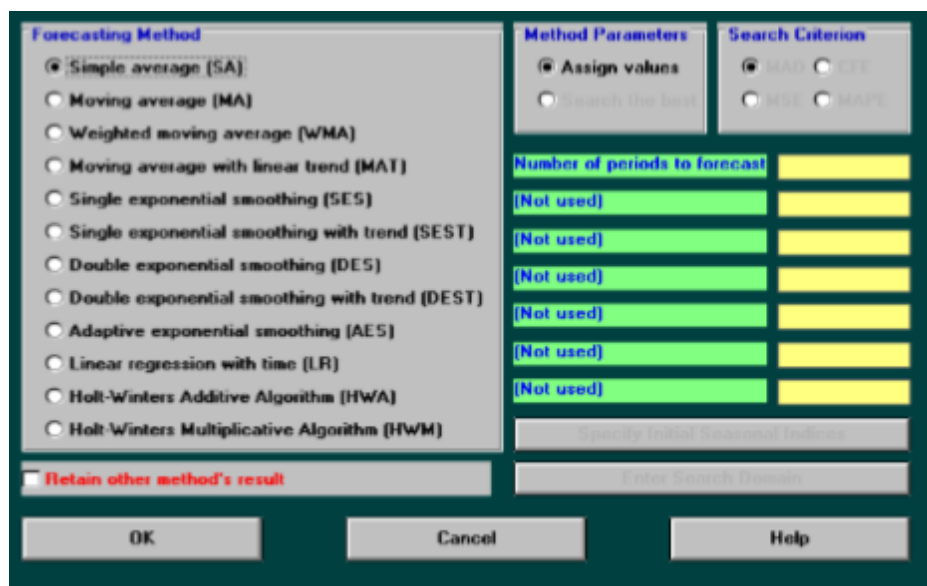 Forecasting Method
Simple average (SA)
Moving average (MA)
Weighted moving average (WMA)
Moving average with linear trend (MAT)
Single exponential smoothing (SES)
Single exponential smoothing with trend (SEST)
Double exponential smoothing (DES)
Double exponential smoothing with trend (DEST)
Adaptive exponential smoothing (AES)
Linear regression with time (LR)
Holt-Winters Additive Algorithm (HWA)
Holt-Winters Multiplicative Algorithm (HWM)
Retain other method's result
Method Parameters
Assign values
Search the best
Search Criterion
MAD CFE
MSE MAPE
Number of periods to forecast
(Not used)
(Not used)
(Not used)
(Not used)
(Not used)
(Not used)
Specify Initial Seasonal Indices
Enter Search Domain
OK Cancel Help